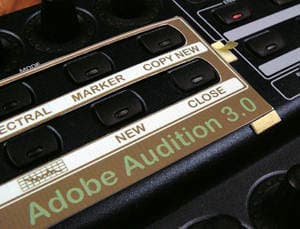 MODE
ECTRAL MARKER COPY NEW
NEW CLOSE
Adobe Audition 3.0